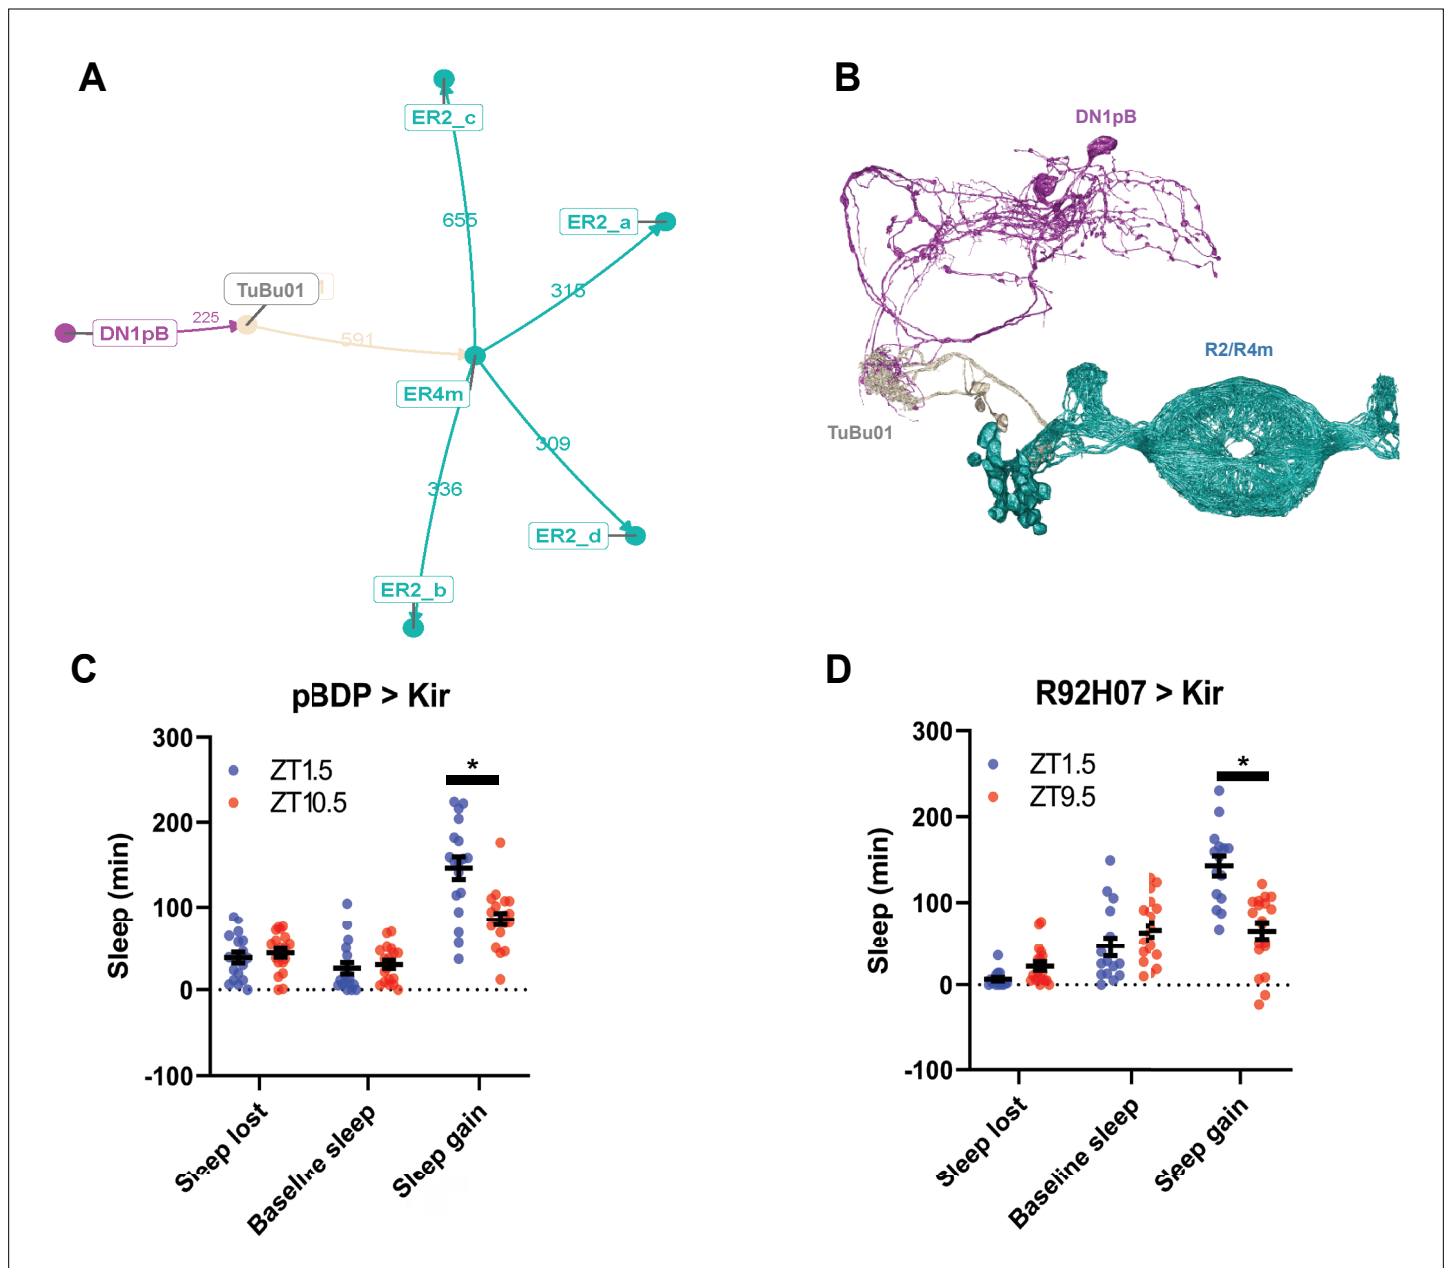 A
ER2_c
655
ER2_a
315
TuBu01
225
DN1pB
591
ER4m
309
336
ER2_d
ER2_b
B
DN1pB
R2/R4m
TuBu01
C
pBDP > Kir
300
200
100
0
-100
Sleep (min)
ZT1.5
ZT10.5
*
Sleep lost
Baseline sleep
Sleep gain
D
R92H07 > Kir
300
200
100
0
-100
Sleep (min)
ZT1.5
ZT9.5
*
Sleep lost
Baseline sleep
Sleep gain